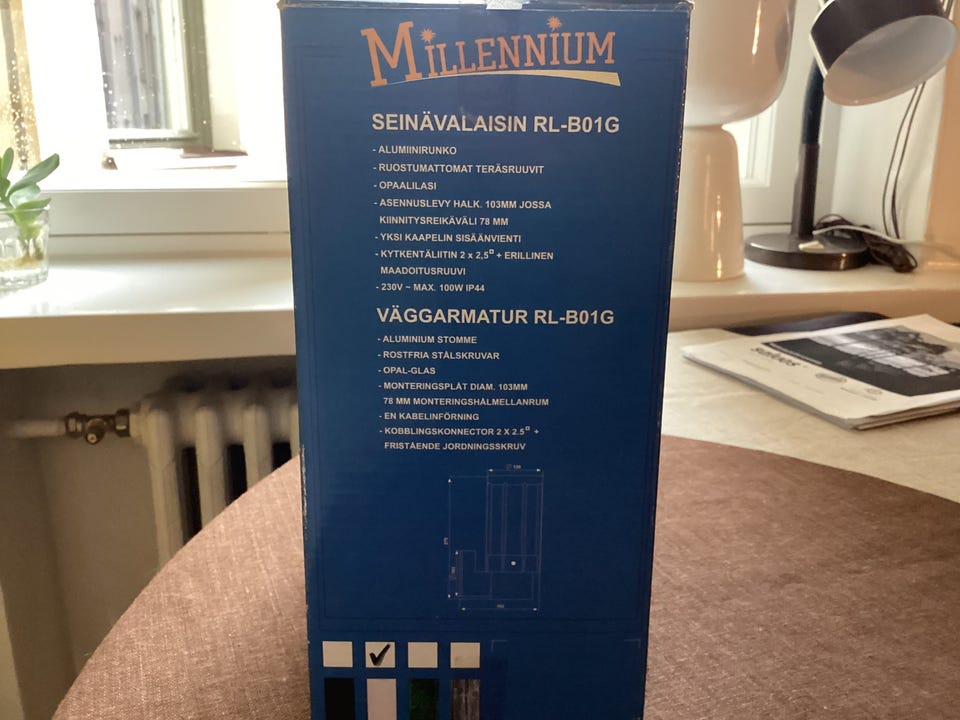 MiLLENNiUM
SEINÄVALAISIN RL-B01G
- ALUMIINIRUNKO
- RUOSTUMATTOMAT TERÄSRUUVIT
- OPAALILASI
- ASENNUSLEVY HALK. 103MM JOSSA
KIINNITYSREIKÄVÄLI 78 MM
- YKSI KAAPELIN SISÄÄNVIENTI
- KYTKENTÄLIITIN 2 x 2,5¤ + ERILLINEN
MAADOITUSRUUVI
- 230V ~ MAX. 100W IP44
VÄGGARMATUR RL-B01G
- ALUMINIUM STOMME
- ROSTFRIA STÅLSKRUVAR
- OPAL-GLAS
- MONTERINGSPLÅT DIAM. 103MM
78 MM MONTERINGSHÅLMELLANRUM
- EN KABELINFÖRNING
- KOBBLINGSKONNECTOR 2 X 2.5¤ +
FRISTÅENDE JORDNINGSSKRUV